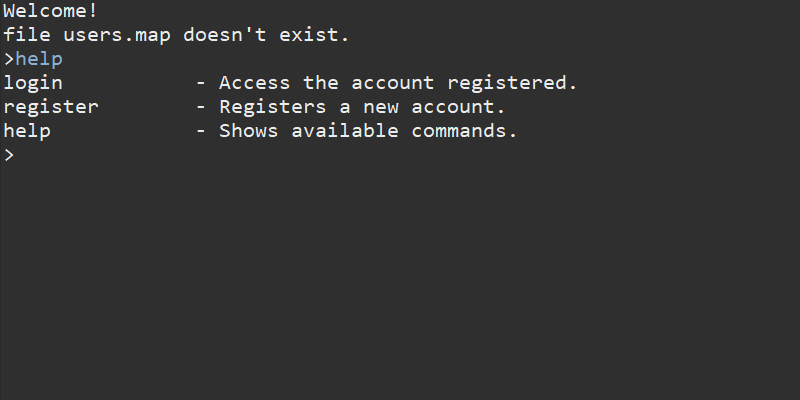 Welcome!
file users.map doesn't exist.
>help
login           - Access the account registered.
register        - Registers a new account.
help            - Shows available commands.
>